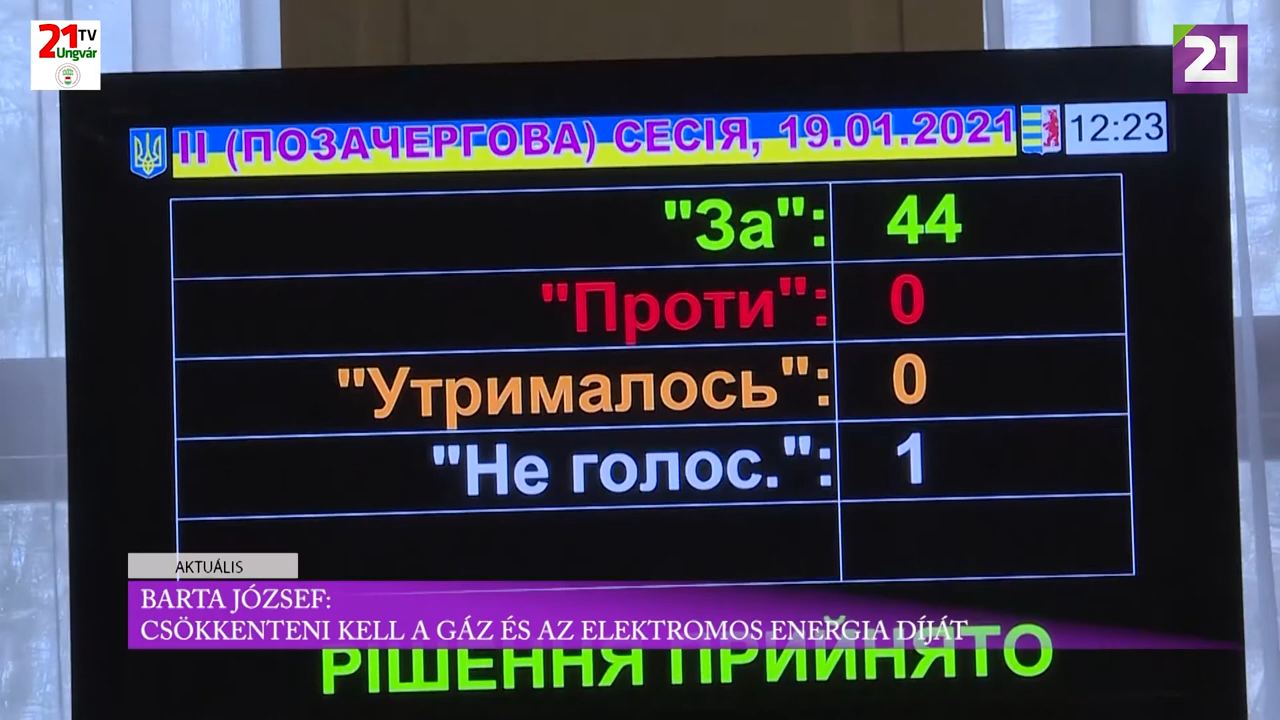 21 TV
Ungvár
21
II (ПОЗАЧЕРГОВА) СЕСІЯ, 19.01.2021
12:23
"За": 44
"Проти": 0
"Утрималось": 0
"Не голос.": 1
AKTUÁLIS
BARTA JÓZSEF:
CSÖKKENTENI KELL A GÁZ ÉS AZ ELEKTROMOS ENERGIA DÍJÁT
РІШЕННЯ ПРИЙНЯТО